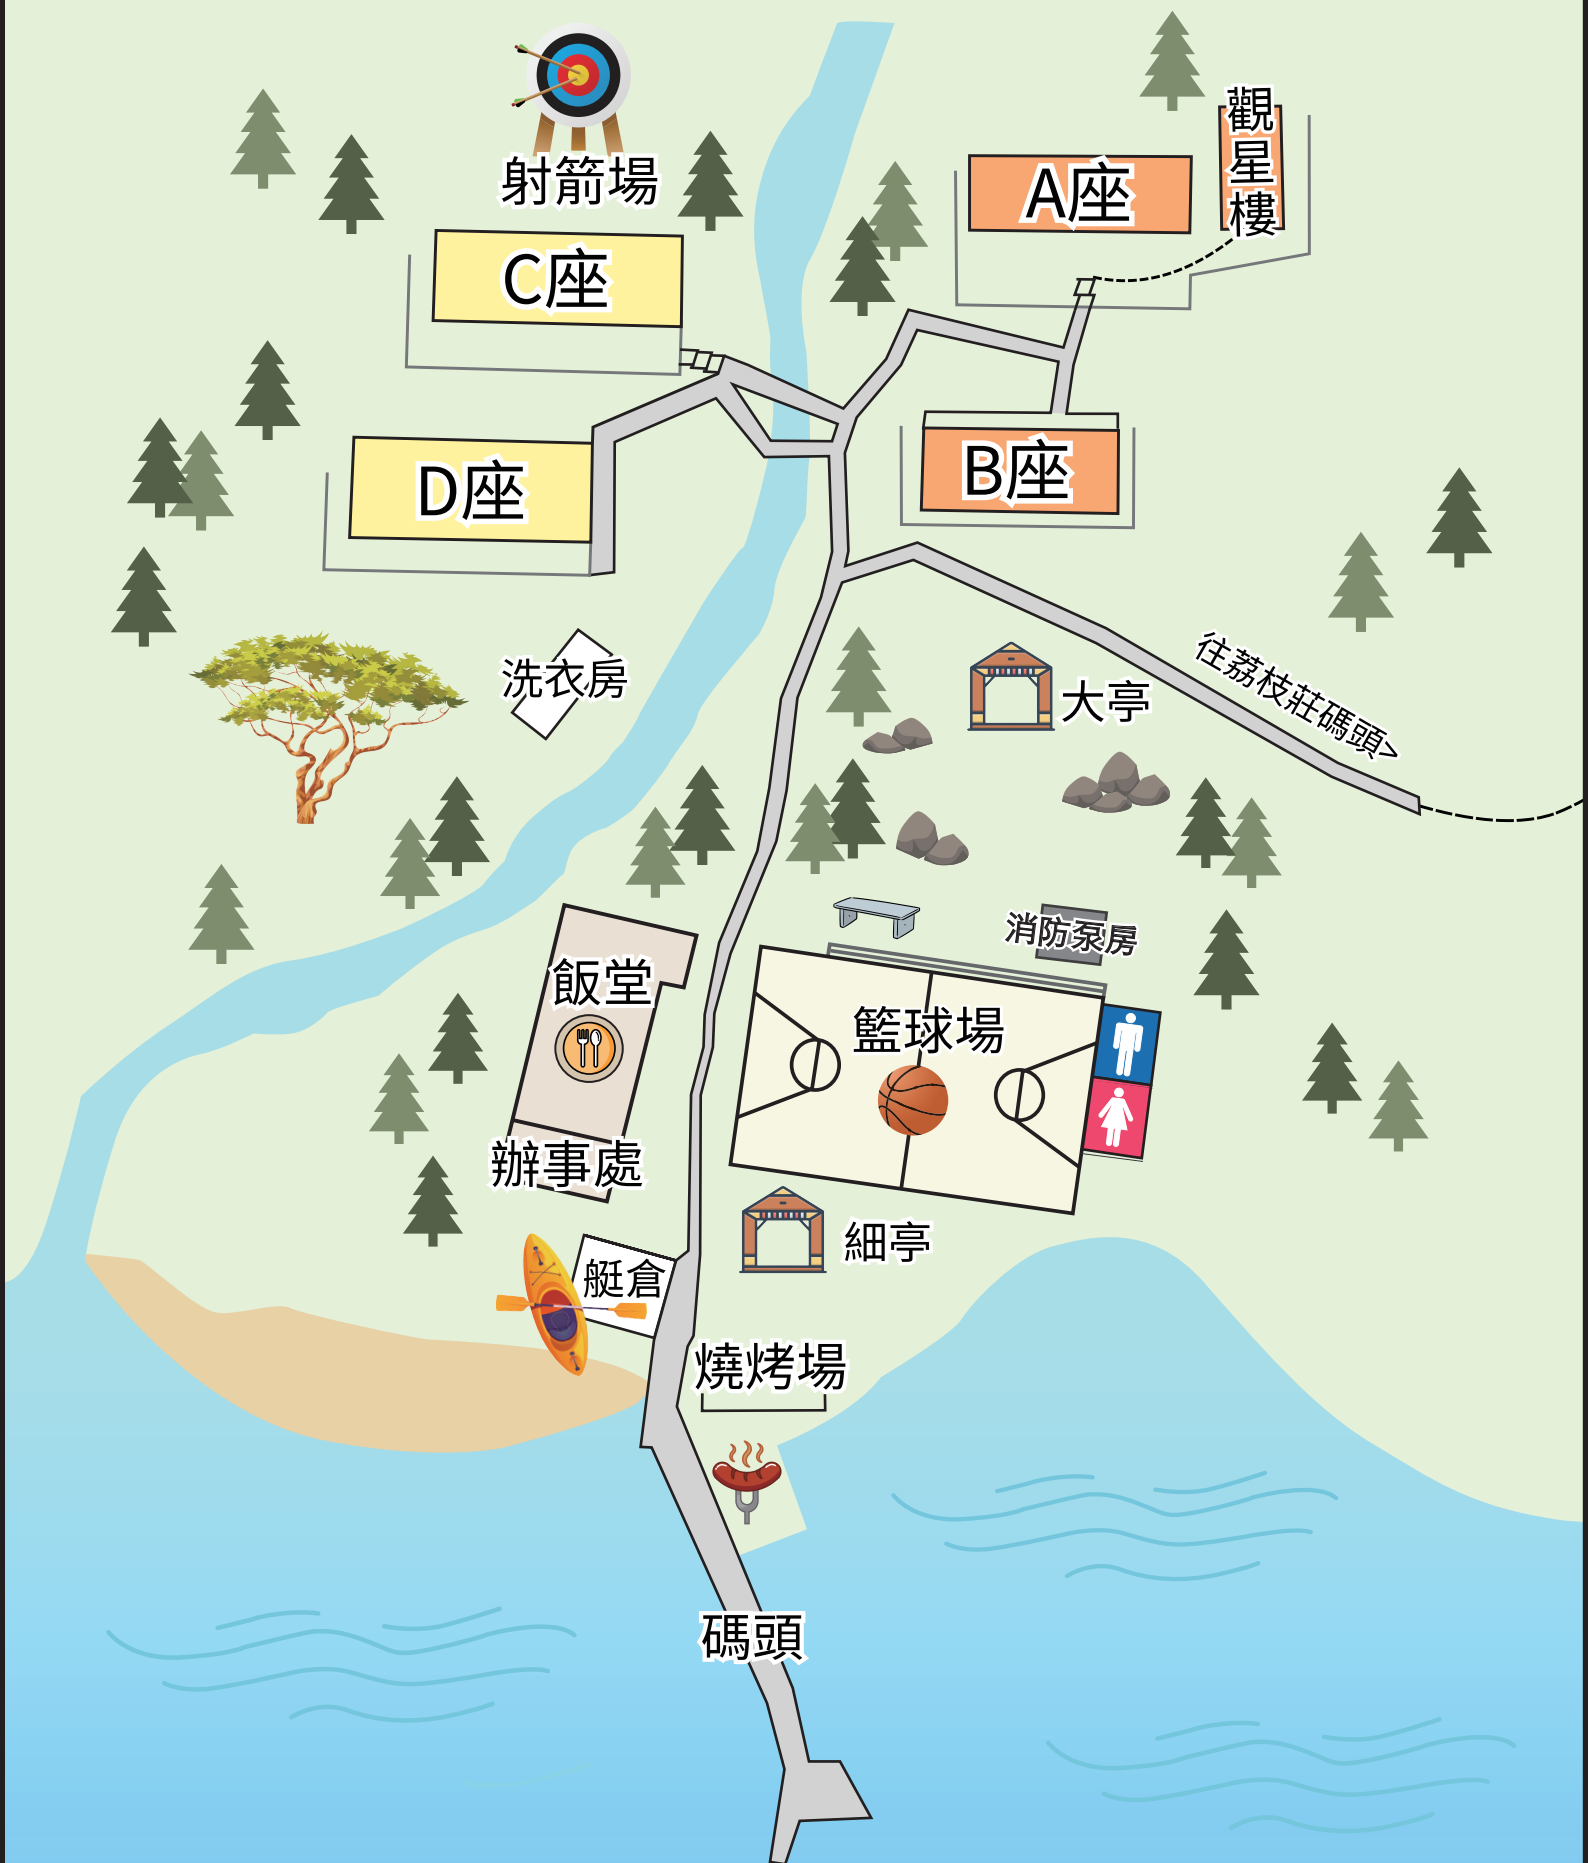 射箭場
觀星樓
A座
C座
B座
D座
洗衣房
大亭
往荔枝莊碼頭>
消防泵房
飯堂
籃球場
辦事處
細亭
艇倉
燒烤場
碼頭